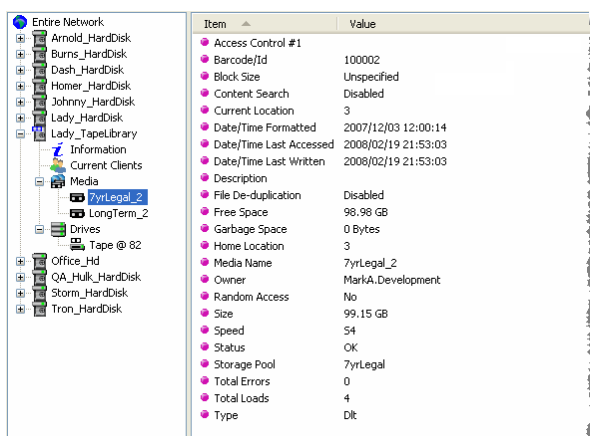 Entire Network
Arnold_HardDisk
Burns_HardDisk
Dash_HardDisk
Homer_HardDisk
Johnny_HardDisk
Lady_HardDisk
Lady_TapeLibrary
Information
Current Clients
Media
7yrLegal_2
LongTerm_2
Drives
Tape @ 82
Office_Hd
QA_Hulk_HardDisk
Storm_HardDisk
Tron_HardDisk
Item Value
Access Control #1
Barcode/Id 100002
Block Size Unspecified
Content Search Disabled
Current Location 3
Date/Time Formatted 2007/12/03 12:00:14
Date/Time Last Accessed 2008/02/19 21:53:03
Date/Time Last Written 2008/02/19 21:53:03
Description
File De-duplication Disabled
Free Space 98.98 GB
Garbage Space 0 Bytes
Home Location 3
Media Name 7yrLegal_2
Owner MarkA.Development
Random Access No
Size 99.15 GB
Speed 54
Status OK
Storage Pool 7yrLegal
Total Errors 0
Total Loads 4
Type Dlt